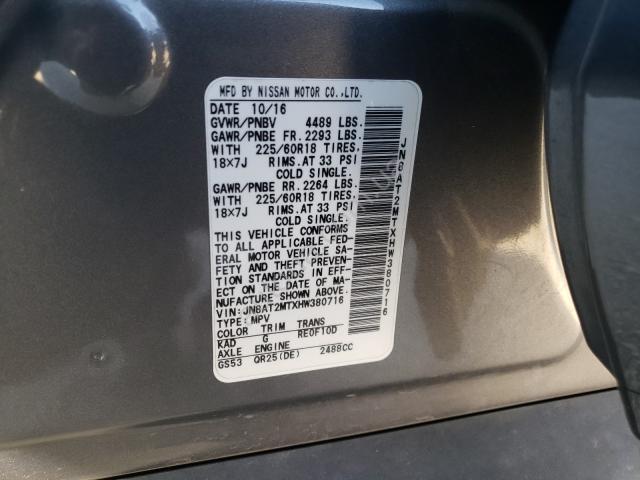 MFD BY NISSAN MOTOR CO.,LTD.
DATE 10/16
GVWR/PNBV 4489 LBS.
GAWR/PNBE FR. 2293 LBS.
WITH 225/60R18 TIRES.
18×7J RIMS.AT 33 PSI
COLD SINGLE.
GAWR/PNBE RR. 2264 LBS.
WITH 225/60R18 TIRES.
18×7J RIMS.AT 33 PSI
COLD SINGLE.
THIS VEHICLE CONFORMS
TO ALL APPLICABLE FED-
ERAL MOTOR VEHICLE SA-
FETY AND THEFT PREVEN-
TION STANDARDS IN EFF-
ECT ON THE DATE OF MA-
NUFACTURE SHOWN ABOVE.
VIN: JN8AT2MTXHW380716
TYPE: MPV
COLOR TRIM TRANS
KAD G RE0F10D
AXLE ENGINE
GS53 QR25(DE) 2488CC
JN8AT2MTXHW380716